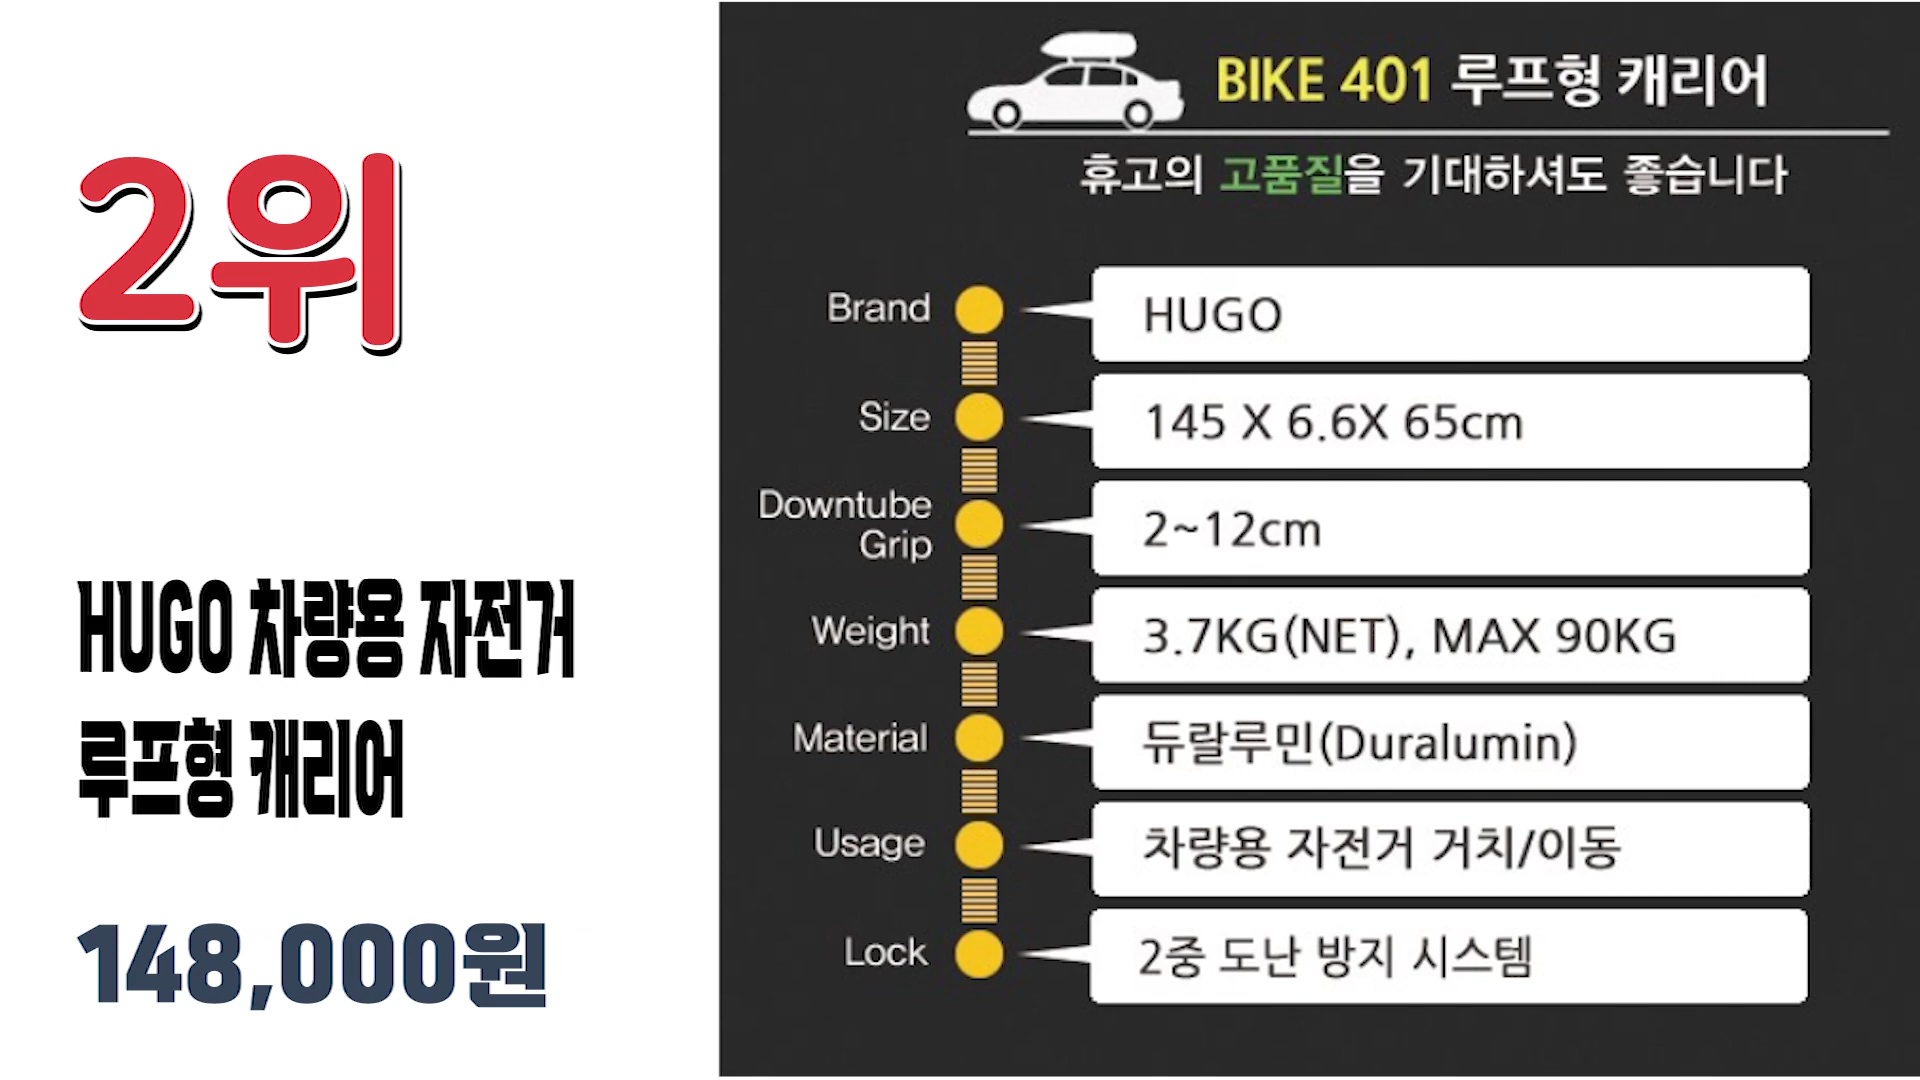 2위
HUGO 차량용 자전거
루프형 캐리어
148,000원
BIKE 401 루프형 캐리어
휴고의 고품질을 기대하셔도 좋습니다
Brand HUGO
Size 145 X 6.6X 65cm
Downtube
Grip 2~12cm
Weight 3.7KG(NET), MAX 90KG
Material 듀랄루민(Duralumin)
Usage 차량용 자전거 거치/이동
Lock 2중 도난 방지 시스템